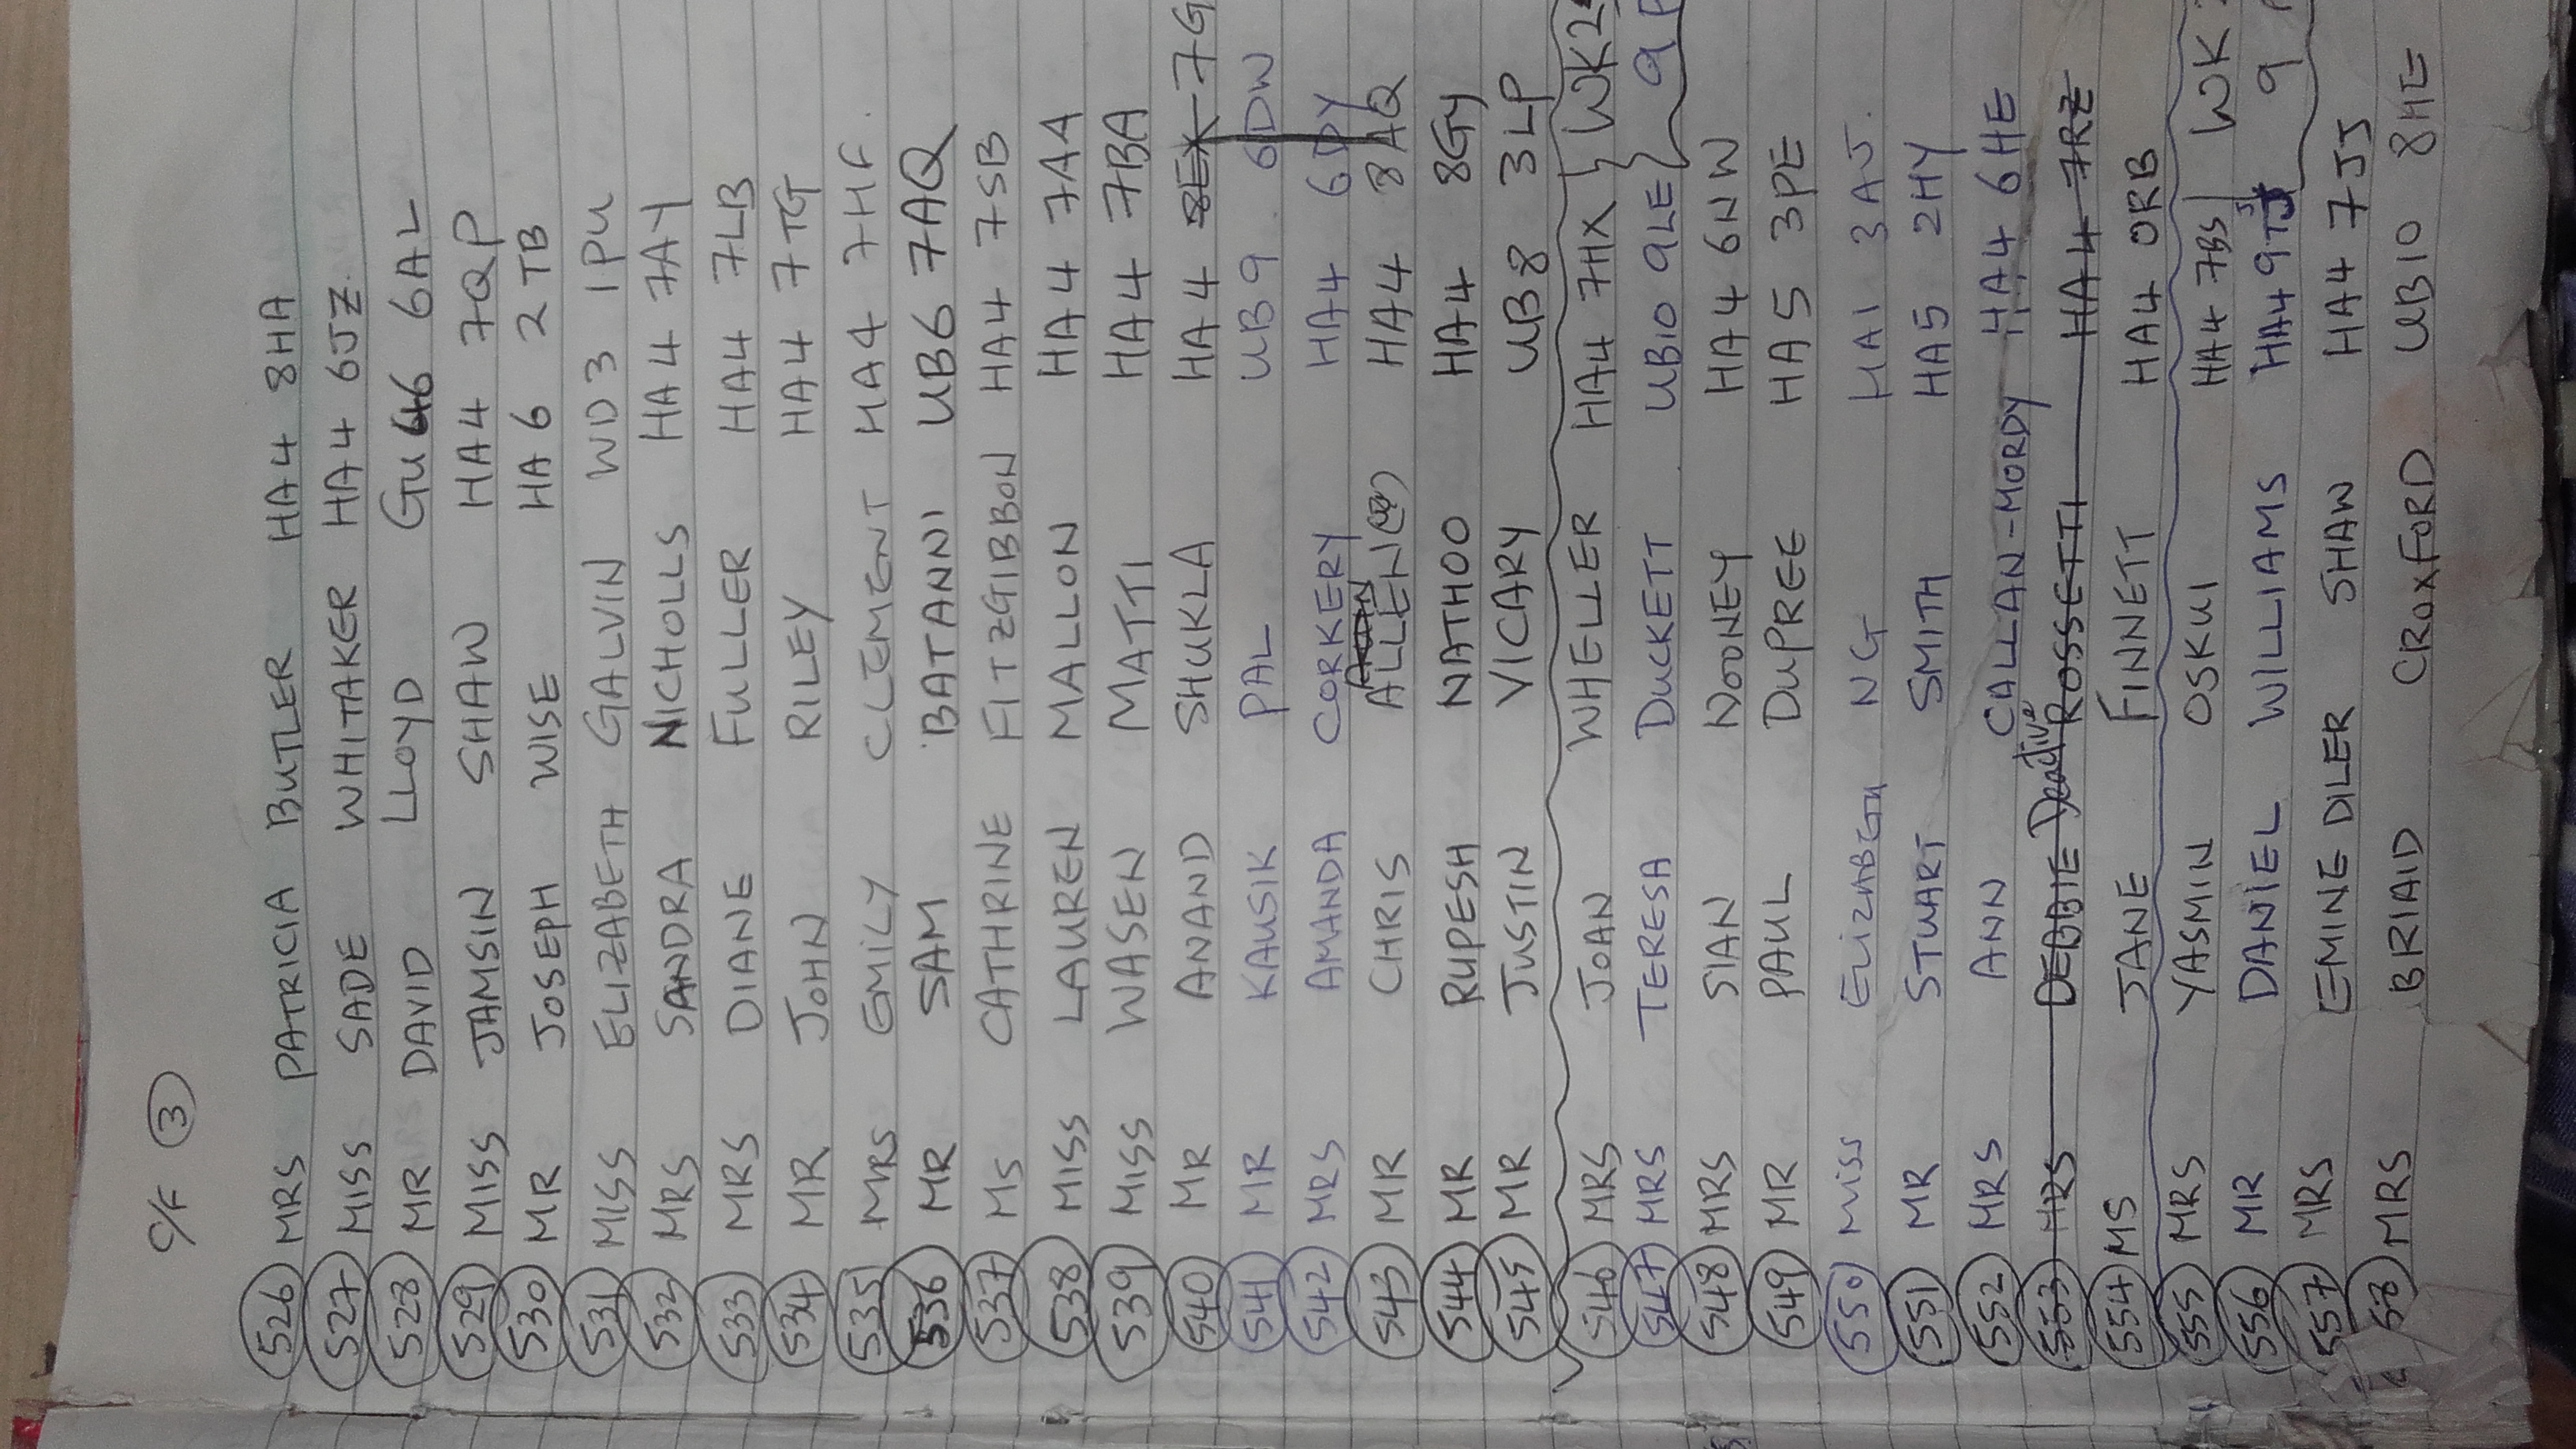 C/F 3
526 MRS PATRICIA BUTLER HA4 8HA
527 MISS SADE WHITAKER HA4 6JZ.
528 MR DAVID LLOYD GU46 6AL
529 MISS JAMSIN SHAW HA4 7QP
530 MR JOSEPH WISE HA6 2TB
531 MISS ELIZABETH GALVIN WD3 1PU
532 MRS SANDRA NICHOLLS HA4 7AY
533 MRS DIANE FULLER HA4 7LB
534 MR JOHN RILEY HA4 7TG
535 MRS EMILY CLEMENT HA4 7HF.
536 MR SAM BATANNI UB6 7AQ
537 MS CATHRINE FITZGIBBON HA4 7SB
538 MISS LAUREN MALLON HA4 7AA
539 MISS WASEN MATTI HA4 7BA
540 MR ANAND SHUKLA HA4 8EX 7G
541 MR KAUSIK PAL UB9 6DW
542 MRS AMANDA CORKERY HA4 6DY
543 MR CHRIS ALLEN HA4 8AQ
544 MR RUPESH NATHOO HA4 8GY
545 MR JUSTIN VICARY UB8 3LP
546 MRS JOAN WHELLER HA4 7HX WK2
547 MRS TERESA DUCKETT UB10 9LE 9
548 MRS SIAN NOONEY HA4 6NW
549 MR PAUL DUPREE HA5 3PE
550 MISS ELIZABETH NG HA1 3AJ.
551 MR STUART SMITH HA5 2HY
552 MRS ANN CALLAN-MORDY HA4 6HE
553 MRS DEBBIE Deactive ROSSETTI HA4 7RZ
554 MS JANE FINNETT HA4 0RB
555 MRS YASMIN OSKUI HA4 7BS WK
556 MR DANIEL WILLIAMS HA4 9
557 MRS EMINE DILER SHAW HA4 7JJ
58 MRS BRIAID CROXFORD UB10 8HE